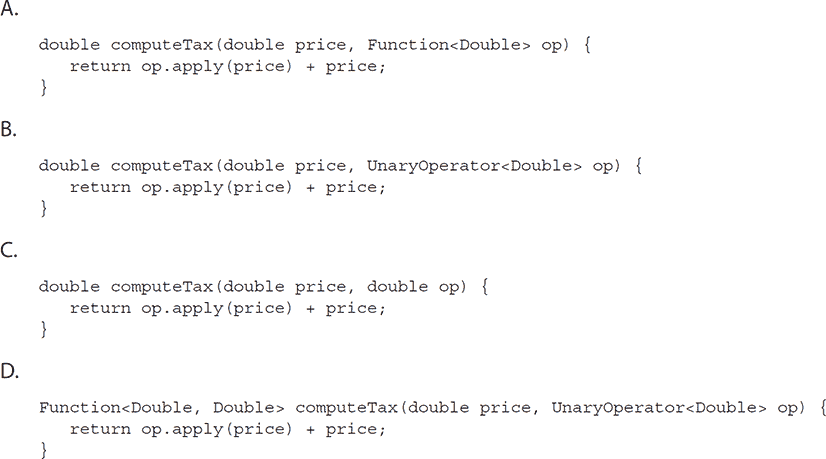 A.
double computeTax(double price, Function<Double> op) {
   return op.apply(price) + price;
}
B.
double computeTax(double price, UnaryOperator<Double> op) {
   return op.apply(price) + price;
}
C.
double computeTax(double price, double op) {
   return op.apply(price) + price;
}
D.
Function<Double, Double> computeTax(double price, UnaryOperator<Double> op) {
   return op.apply(price) + price;
}